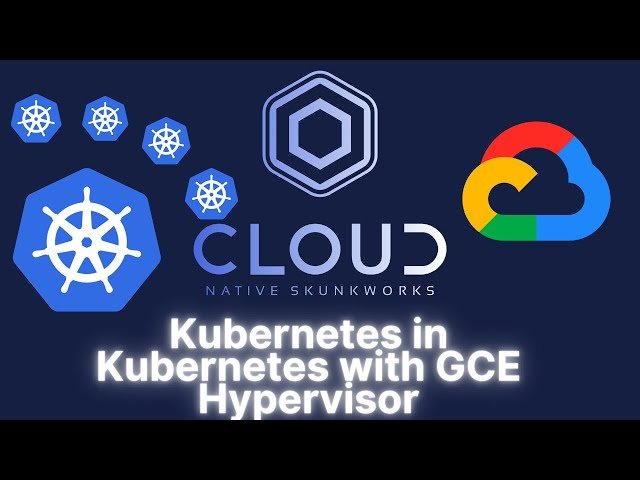 CLOUD
NATIVE SKUNKWORKS
Kubernetes in
Kubernetes with GCE
Hypervisor